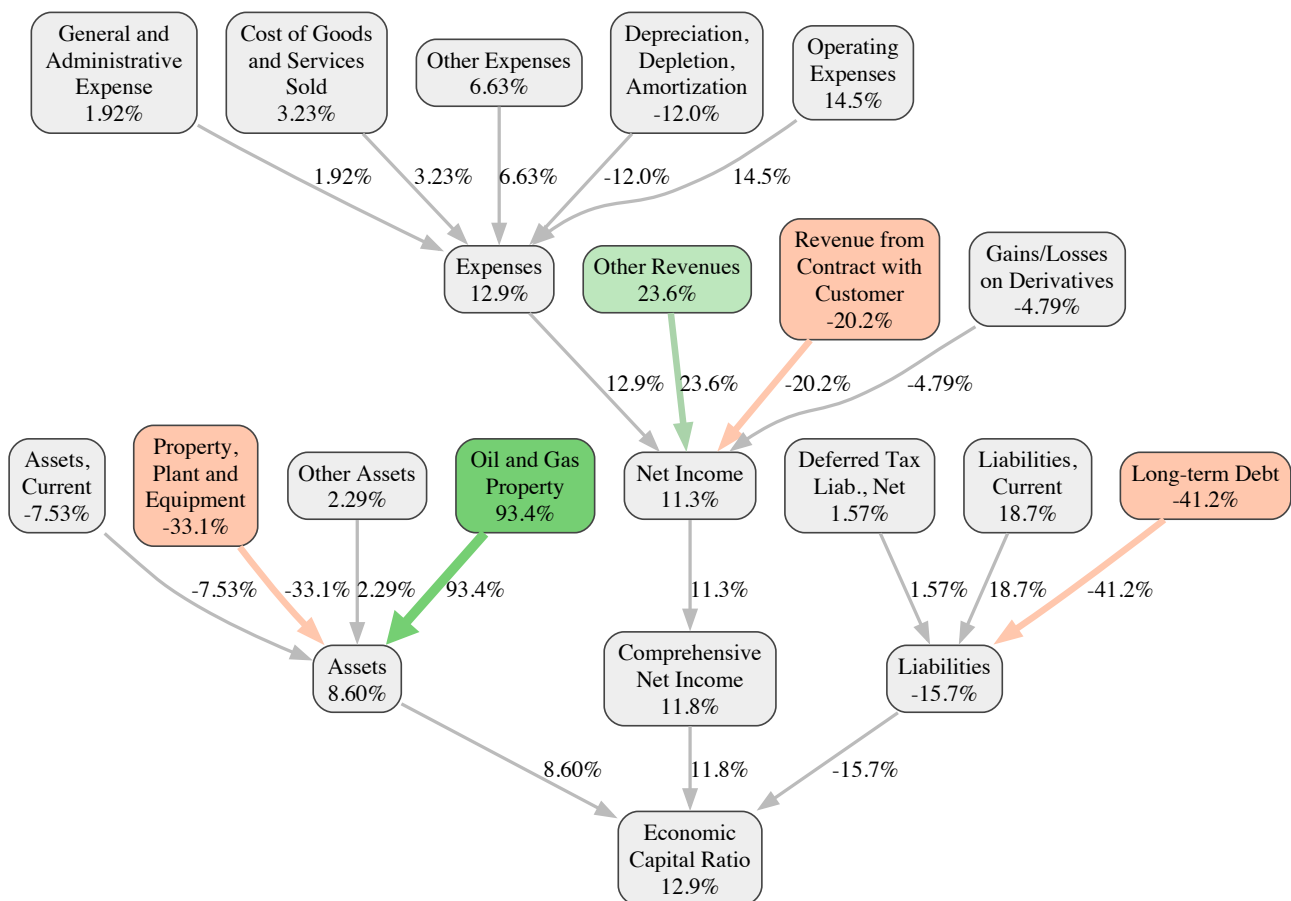 General and
Administrative
Expense
1.92%
Cost of Goods
and Services
Sold
3.23%
Other Expenses
6.63%
Depreciation,
Depletion,
Amortization
-12.0%
Operating
Expenses
14.5%
1.92%
3.23%
6.63%
-12.0%
14.5%
Expenses
12.9%
Other Revenues
23.6%
Revenue from
Contract with
Customer
-20.2%
Gains/Losses
on Derivatives
-4.79%
12.9%
23.6%
-20.2%
-4.79%
Assets,
Current
-7.53%
Property,
Plant and
Equipment
-33.1%
Other Assets
2.29%
Oil and Gas
Property
93.4%
Net Income
11.3%
Deferred Tax
Liab., Net
1.57%
Liabilities,
Current
18.7%
Long-term Debt
-41.2%
-7.53%
-33.1%
2.29%
93.4%
11.3%
1.57%
18.7%
-41.2%
Assets
8.60%
Comprehensive
Net Income
11.8%
Liabilities
-15.7%
8.60%
11.8%
-15.7%
Economic
Capital Ratio
12.9%